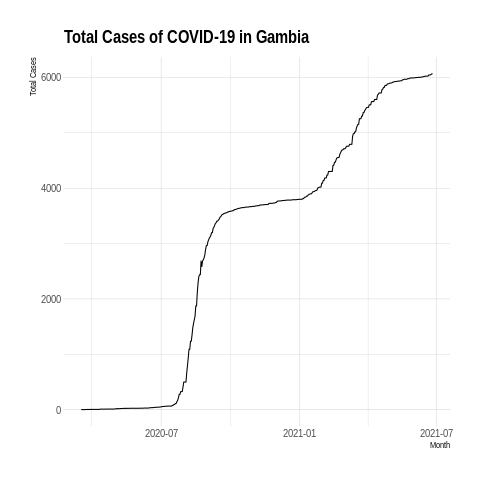 Total Cases of COVID-19 in Gambia
Total Cases
6000
4000
2000
0
2020-07
2021-01
2021-07
Month